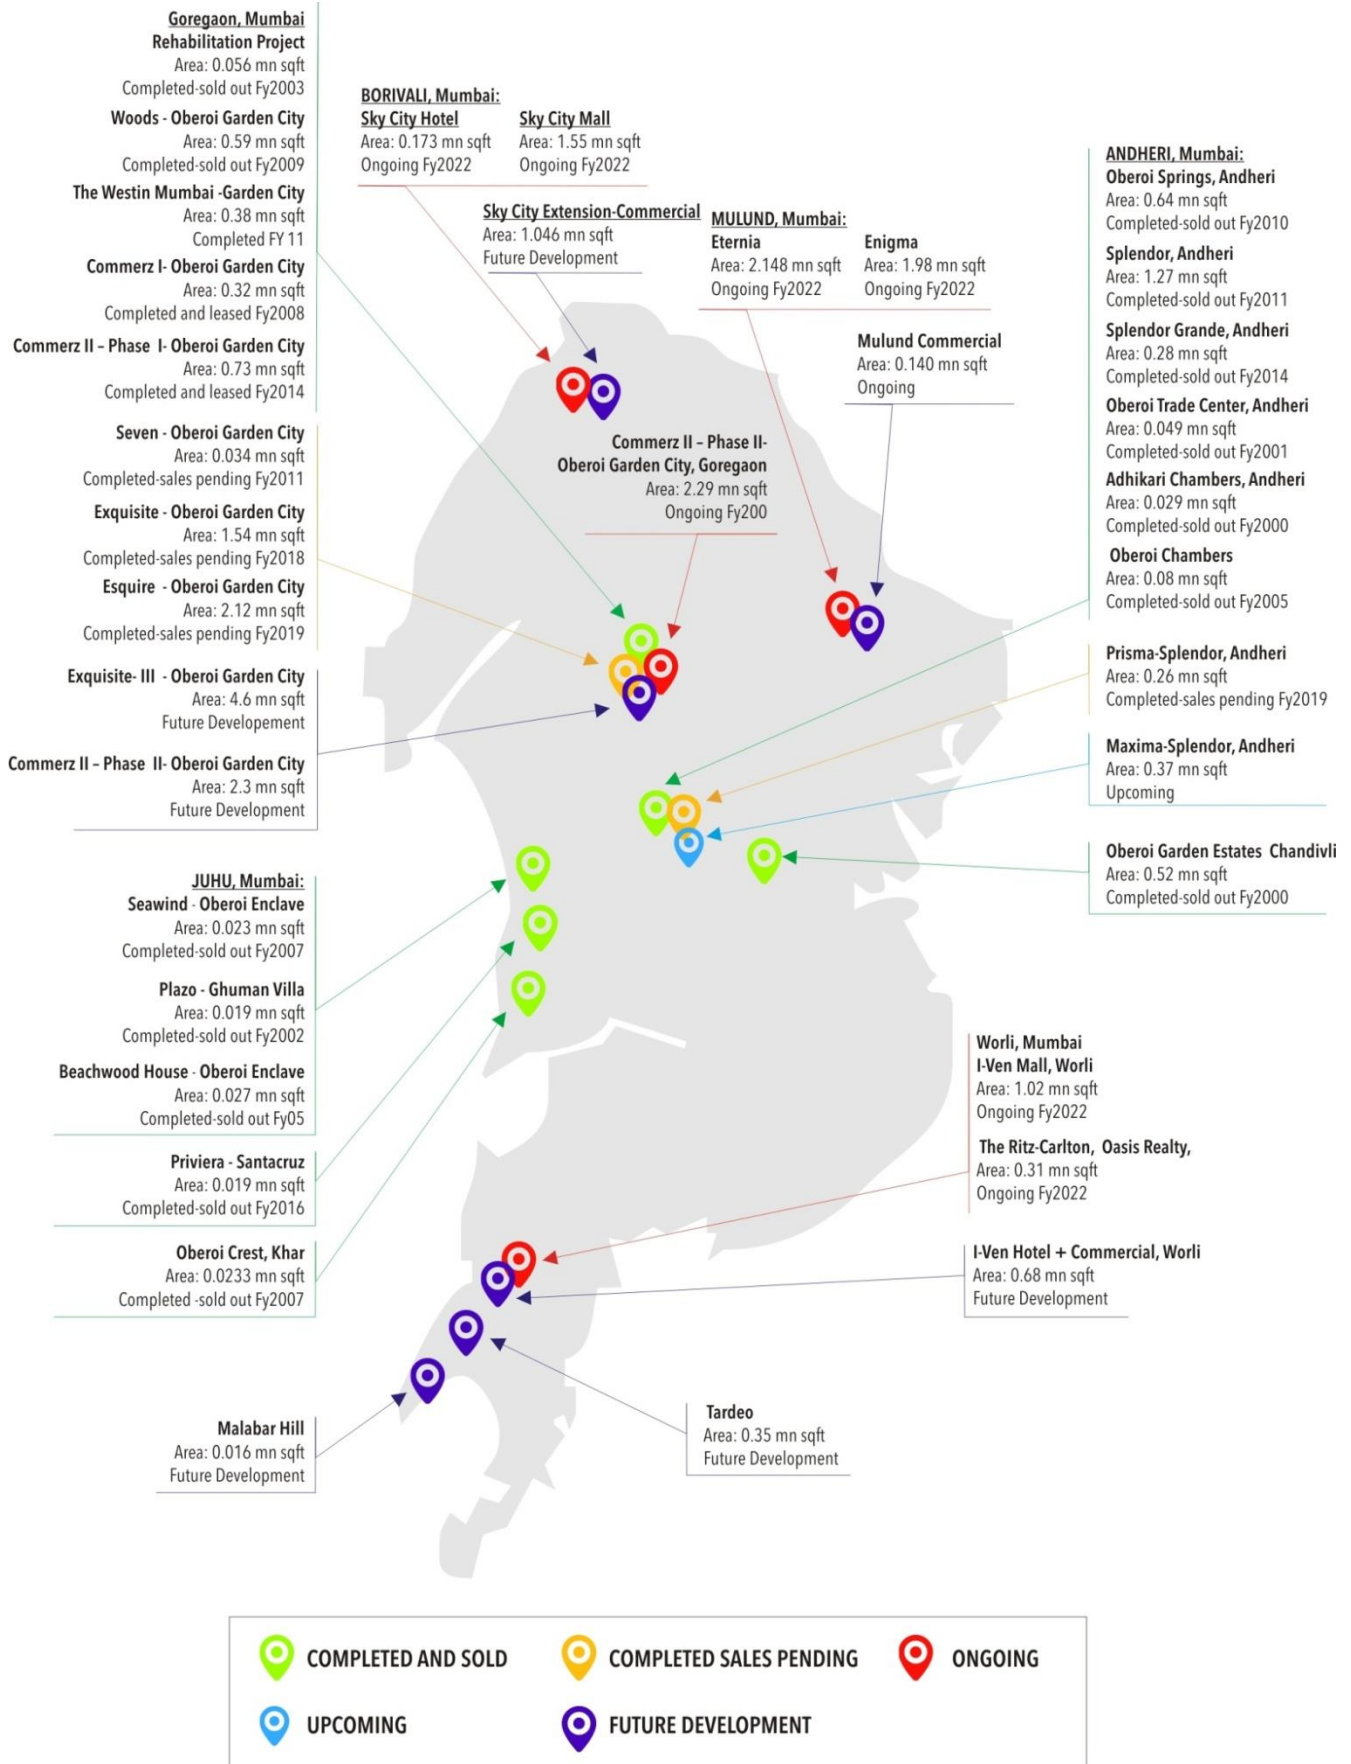 Goregaon, Mumbai
Rehabilitation Project
Area: 0.056 mn sqft
Completed-sold out Fy2003
Woods - Oberoi Garden City
Area: 0.59 mn sqft
Completed-sold out Fy2009
The Westin Mumbai -Garden City
Area: 0.38 mn sqft
Completed FY 11
Commerz I- Oberoi Garden City
Area: 0.32 mn sqft
Completed and leased Fy2008
Commerz II – Phase I- Oberoi Garden City
Area: 0.73 mn sqft
Completed and leased Fy2014
Seven - Oberoi Garden City
Area: 0.034 mn sqft
Completed-sales pending Fy2011
Exquisite - Oberoi Garden City
Area: 1.54 mn sqft
Completed-sales pending Fy2018
Esquire - Oberoi Garden City
Area: 2.12 mn sqft
Completed-sales pending Fy2019
Exquisite- III - Oberoi Garden City
Area: 4.6 mn sqft
Future Developement
Commerz II – Phase II- Oberoi Garden City
Area: 2.3 mn sqft
Future Development
JUHU, Mumbai:
Seawind - Oberoi Enclave
Area: 0.023 mn sqft
Completed-sold out Fy2007
Plazo - Ghuman Villa
Area: 0.019 mn sqft
Completed-sold out Fy2002
Beachwood House - Oberoi Enclave
Area: 0.027 mn sqft
Completed-sold out Fy05
Priviera - Santacruz
Area: 0.019 mn sqft
Completed-sold out Fy2016
Oberoi Crest, Khar
Area: 0.0233 mn sqft
Completed -sold out Fy2007
Malabar Hill
Area: 0.016 mn sqft
Future Development
BORIVALI, Mumbai:
Sky City Hotel
Area: 0.173 mn sqft
Ongoing Fy2022
Sky City Mall
Area: 1.55 mn sqft
Ongoing Fy2022
Sky City Extension-Commercial
Area: 1.046 mn sqft
Future Development
MULUND, Mumbai:
Eternia
Area: 2.148 mn sqft
Ongoing Fy2022
Enigma
Area: 1.98 mn sqft
Ongoing Fy2022
Mulund Commercial
Area: 0.140 mn sqft
Ongoing
Commerz II – Phase II-
Oberoi Garden City, Goregaon
Area: 2.29 mn sqft
Ongoing Fy200
ANDHERI, Mumbai:
Oberoi Springs, Andheri
Area: 0.64 mn sqft
Completed-sold out Fy2010
Splendor, Andheri
Area: 1.27 mn sqft
Completed-sold out Fy2011
Splendor Grande, Andheri
Area: 0.28 mn sqft
Completed-sold out Fy2014
Oberoi Trade Center, Andheri
Area: 0.049 mn sqft
Completed-sold out Fy2001
Adhikari Chambers, Andheri
Area: 0.029 mn sqft
Completed-sold out Fy2000
Oberoi Chambers
Area: 0.08 mn sqft
Completed-sold out Fy2005
Prisma-Splendor, Andheri
Area: 0.26 mn sqft
Completed-sales pending Fy2019
Maxima-Splendor, Andheri
Area: 0.37 mn sqft
Upcoming
Oberoi Garden Estates Chandivli
Area: 0.52 mn sqft
Completed-sold out Fy2000
Worli, Mumbai
I-Ven Mall, Worli
Area: 1.02 mn sqft
Ongoing Fy2022
The Ritz-Carlton, Oasis Realty,
Area: 0.31 mn sqft
Ongoing Fy2022
I-Ven Hotel + Commercial, Worli
Area: 0.68 mn sqft
Future Development
Tardeo
Area: 0.35 mn sqft
Future Development
COMPLETED AND SOLD
COMPLETED SALES PENDING
ONGOING
UPCOMING
FUTURE DEVELOPMENT